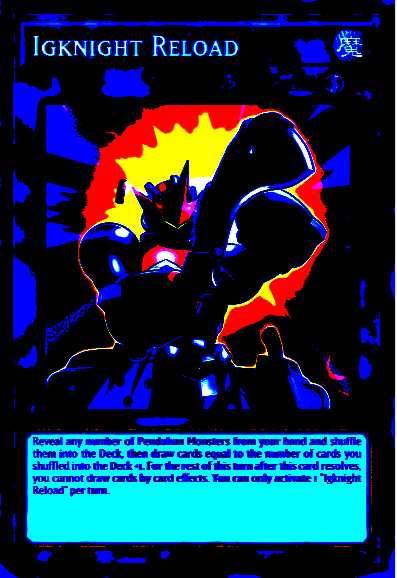 Igknight Reload
魔
Reveal any number of Pendulum Monsters from your hand and shuffle
them into the Deck, then draw cards equal to the number of cards you
shuffled into the Deck +1. For the rest of this turn after this card resolves,
you cannot draw cards by card effects. You can only activate 1 "Igknight
Reload" per turn.